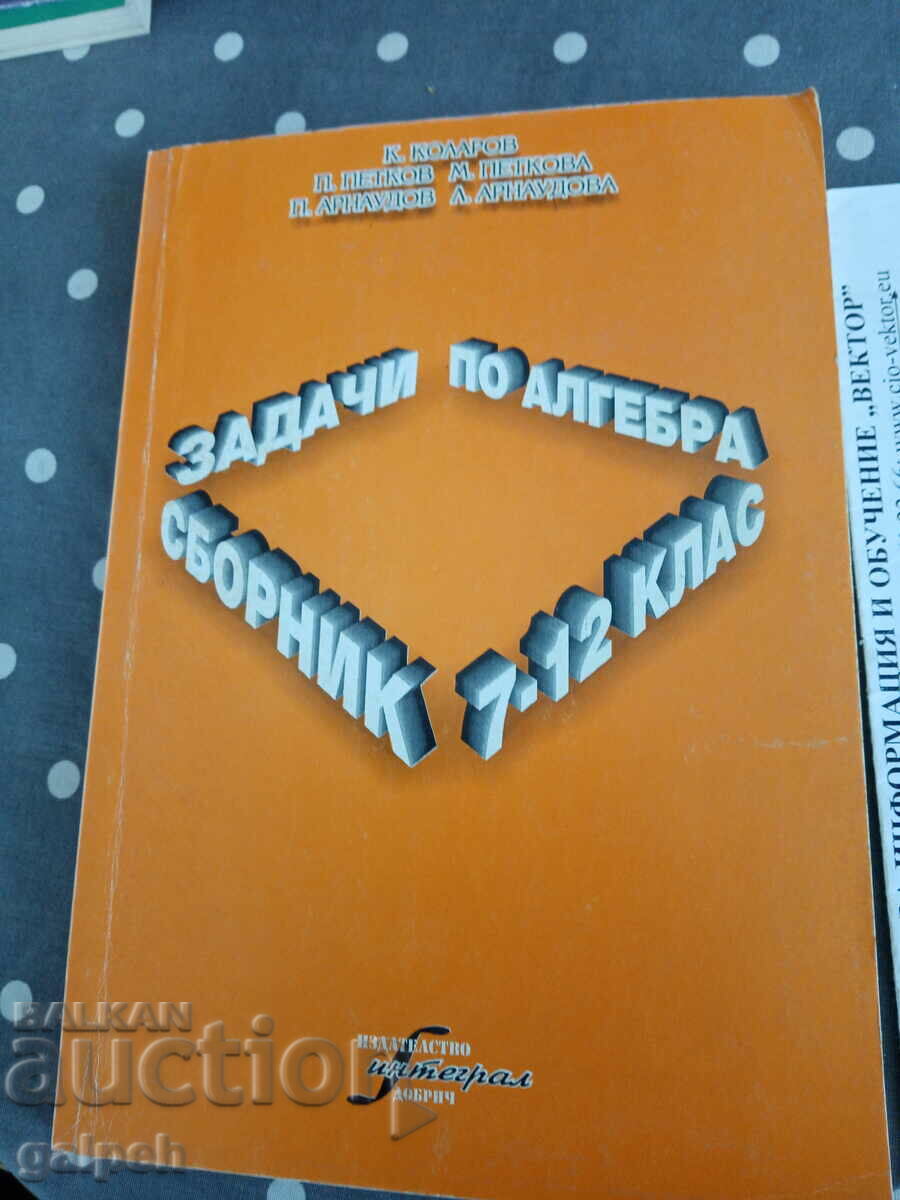 К. КОЛАРОВ
П. ПЕТКОВ М. ПЕТКОВА
П. АРНАУДОВ Л. АРНАУДОВА
ЗАДАЧИ ПО АЛГЕБРА
СБОРНИК 7-12 КЛАС
ИЗДАТЕЛСТВО
интеграл
ДОБРИЧ
ИНФОРМАЦИЯ И ОБУЧЕНИЕ „ВЕКТОР”
www.cio-vektor.eu
BALKAN
auction
galpeh